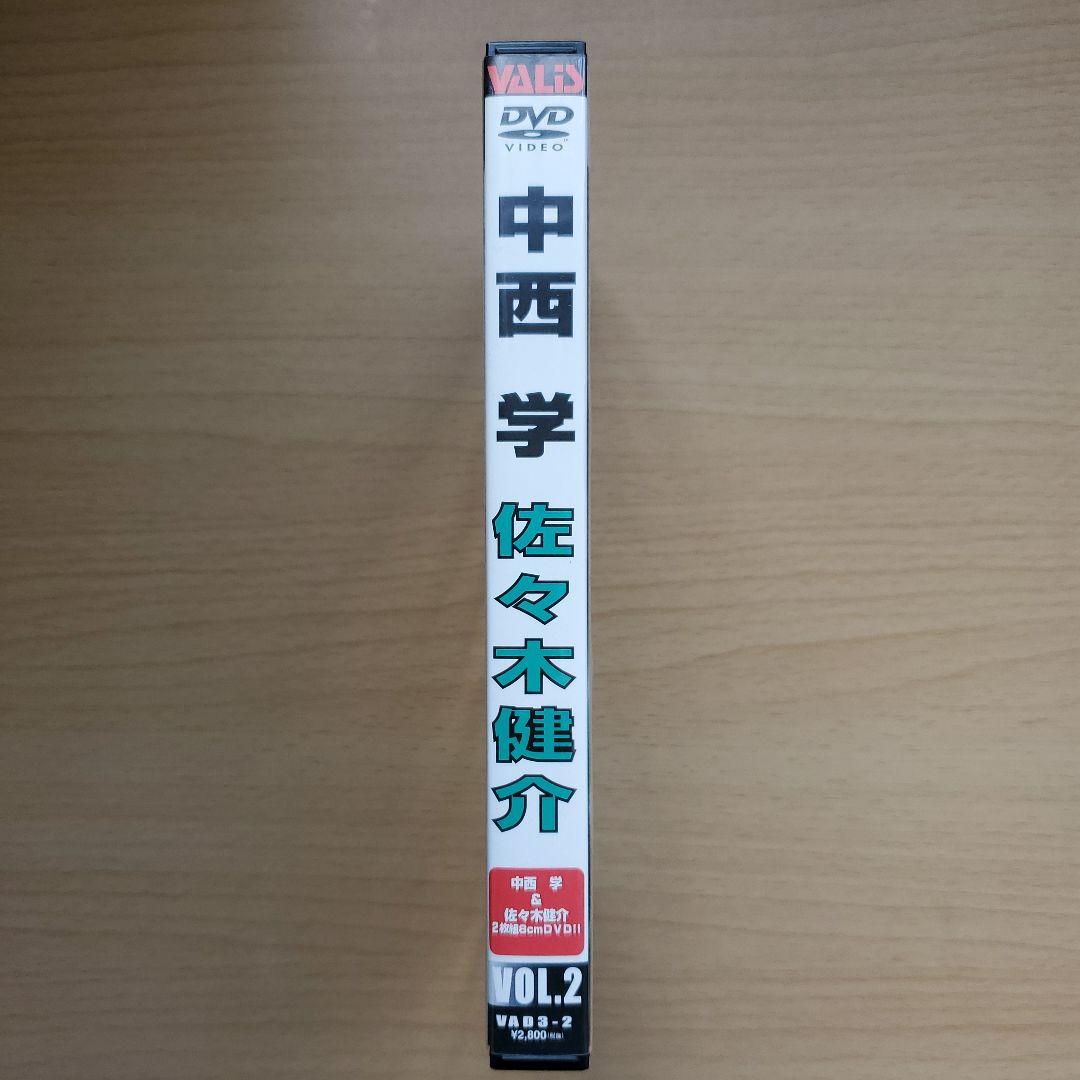 VALIS
DVD
VIDEO
中西 学
佐々木健介
中西 学
&
佐々木健介
2枚組8cmDVD!!
VOL.2
VAD3-2
¥2,800